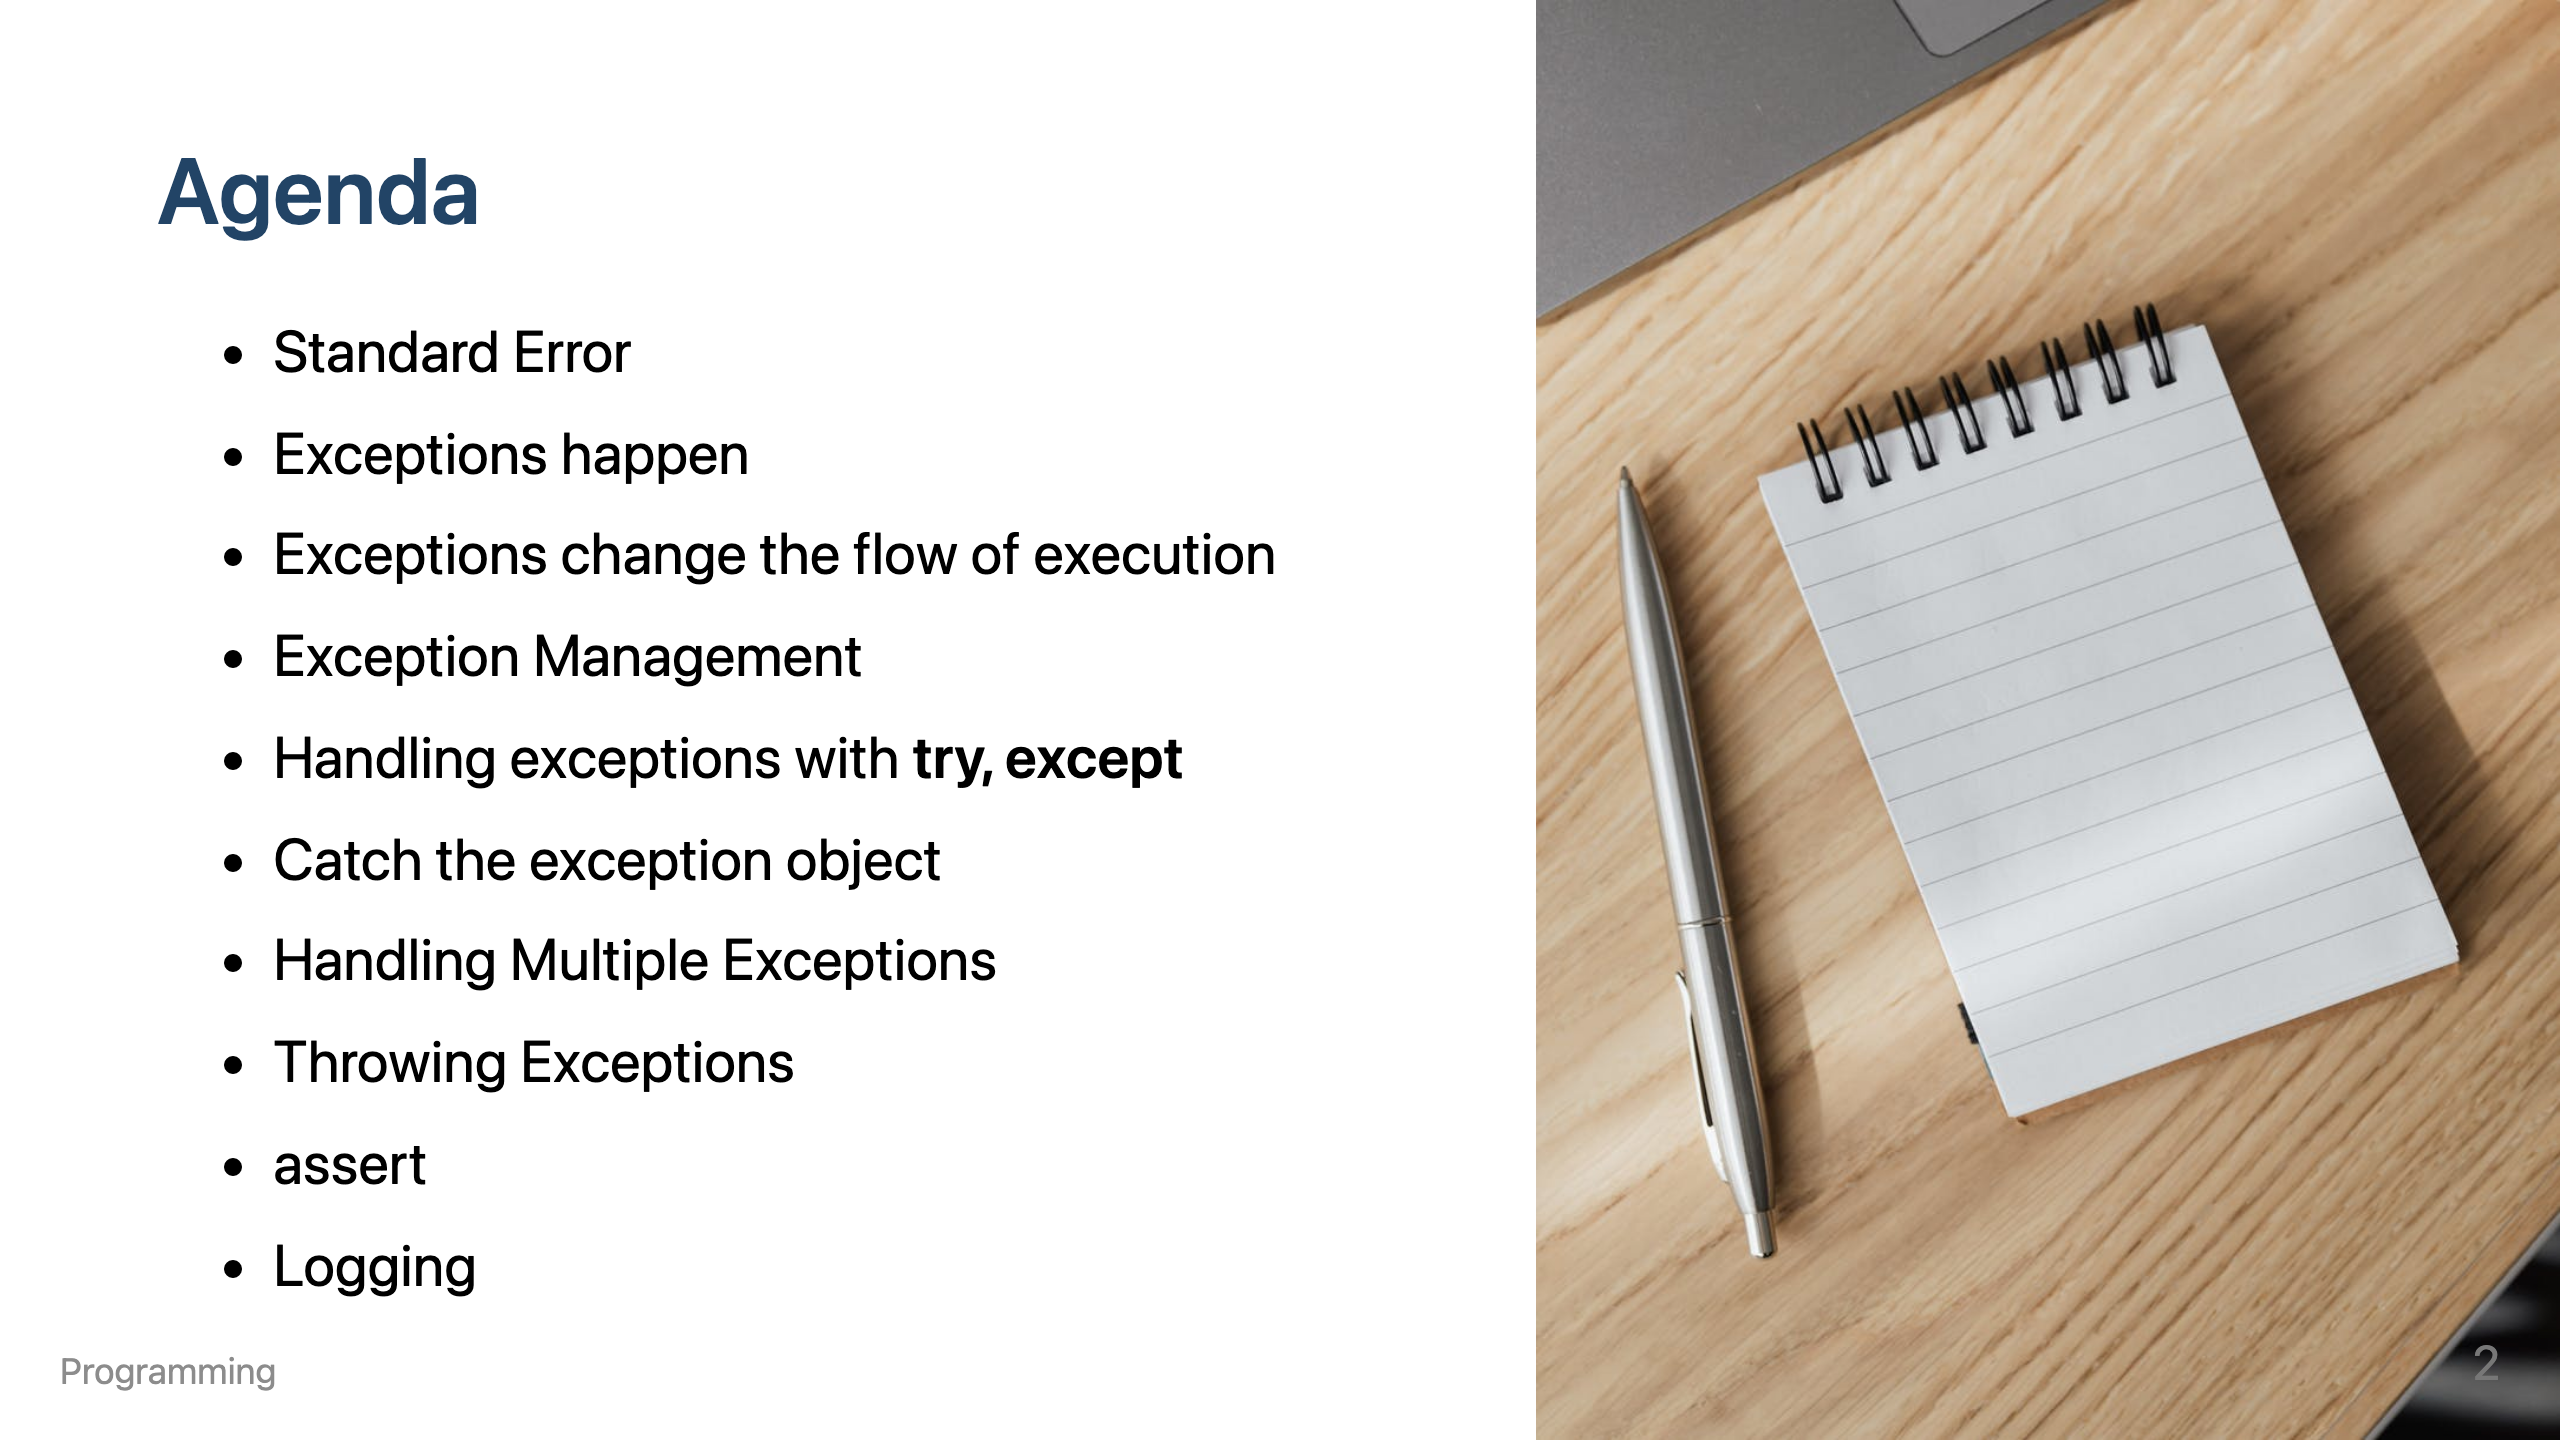 Agenda
• Standard Error
• Exceptions happen
• Exceptions change the flow of execution
• Exception Management
• Handling exceptions with try, except
• Catch the exception object
• Handling Multiple Exceptions
• Throwing Exceptions
• assert
• Logging
Programming
2